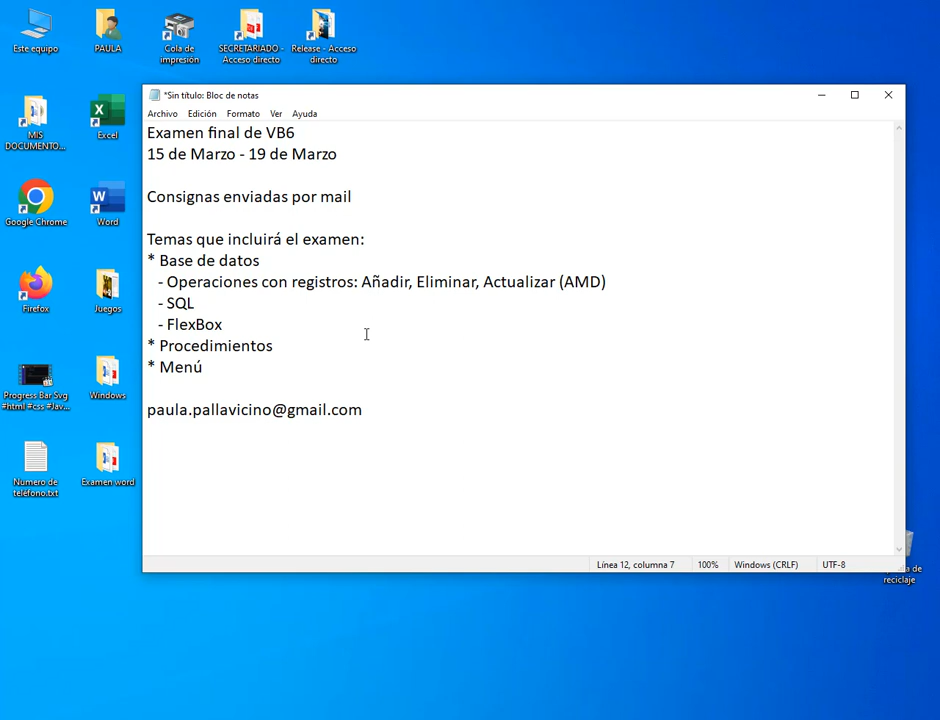 Este equipo
PAULA
Cola de
impresión
SECRETARIADO -
Acceso directo
Release - Acceso
directo
MIS
DOCUMENTO...
Excel
Google Chrome
Word
Firefox
Juegos
Progress Bar Svg
#html #css #Jav...
Windows
Numero de
teléfono.txt
Examen word
*Sin título: Bloc de notas
Archivo Edición Formato Ver Ayuda
Examen final de VB6
15 de Marzo - 19 de Marzo
Consignas enviadas por mail
Temas que incluirá el examen:
* Base de datos
- Operaciones con registros: Añadir, Eliminar, Actualizar (AMD)
- SQL
- FlexBox
* Procedimientos
* Menú
paula.pallavicino@gmail.com
Línea 12, columna 7 100% Windows (CRLF) UTF-8
de
reciclaje